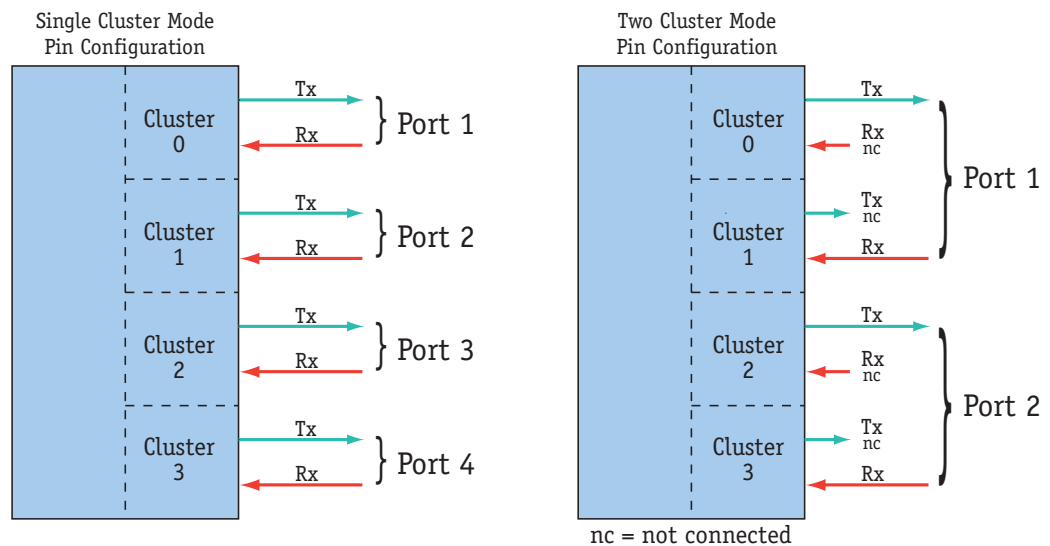 Single Cluster Mode
Pin Configuration
Cluster
0
Tx
Rx
Port 1
Cluster
1
Tx
Rx
Port 2
Cluster
2
Tx
Rx
Port 3
Cluster
3
Tx
Rx
Port 4
Two Cluster Mode
Pin Configuration
Cluster
0
Tx
Rx
nc
Cluster
1
Tx
nc
Rx
Port 1
Cluster
2
Tx
Rx
nc
Cluster
3
Tx
nc
Rx
Port 2
nc = not connected